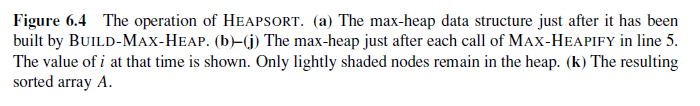 Figure 6.4 The operation of HEAPSORT. (a) The max-heap data structure just after it has been
built by BUILD-MAX-HEAP. (b)–(j) The max-heap just after each call of MAX-HEAPIFY in line 5.
The value of i at that time is shown. Only lightly shaded nodes remain in the heap. (k) The resulting
sorted array A.